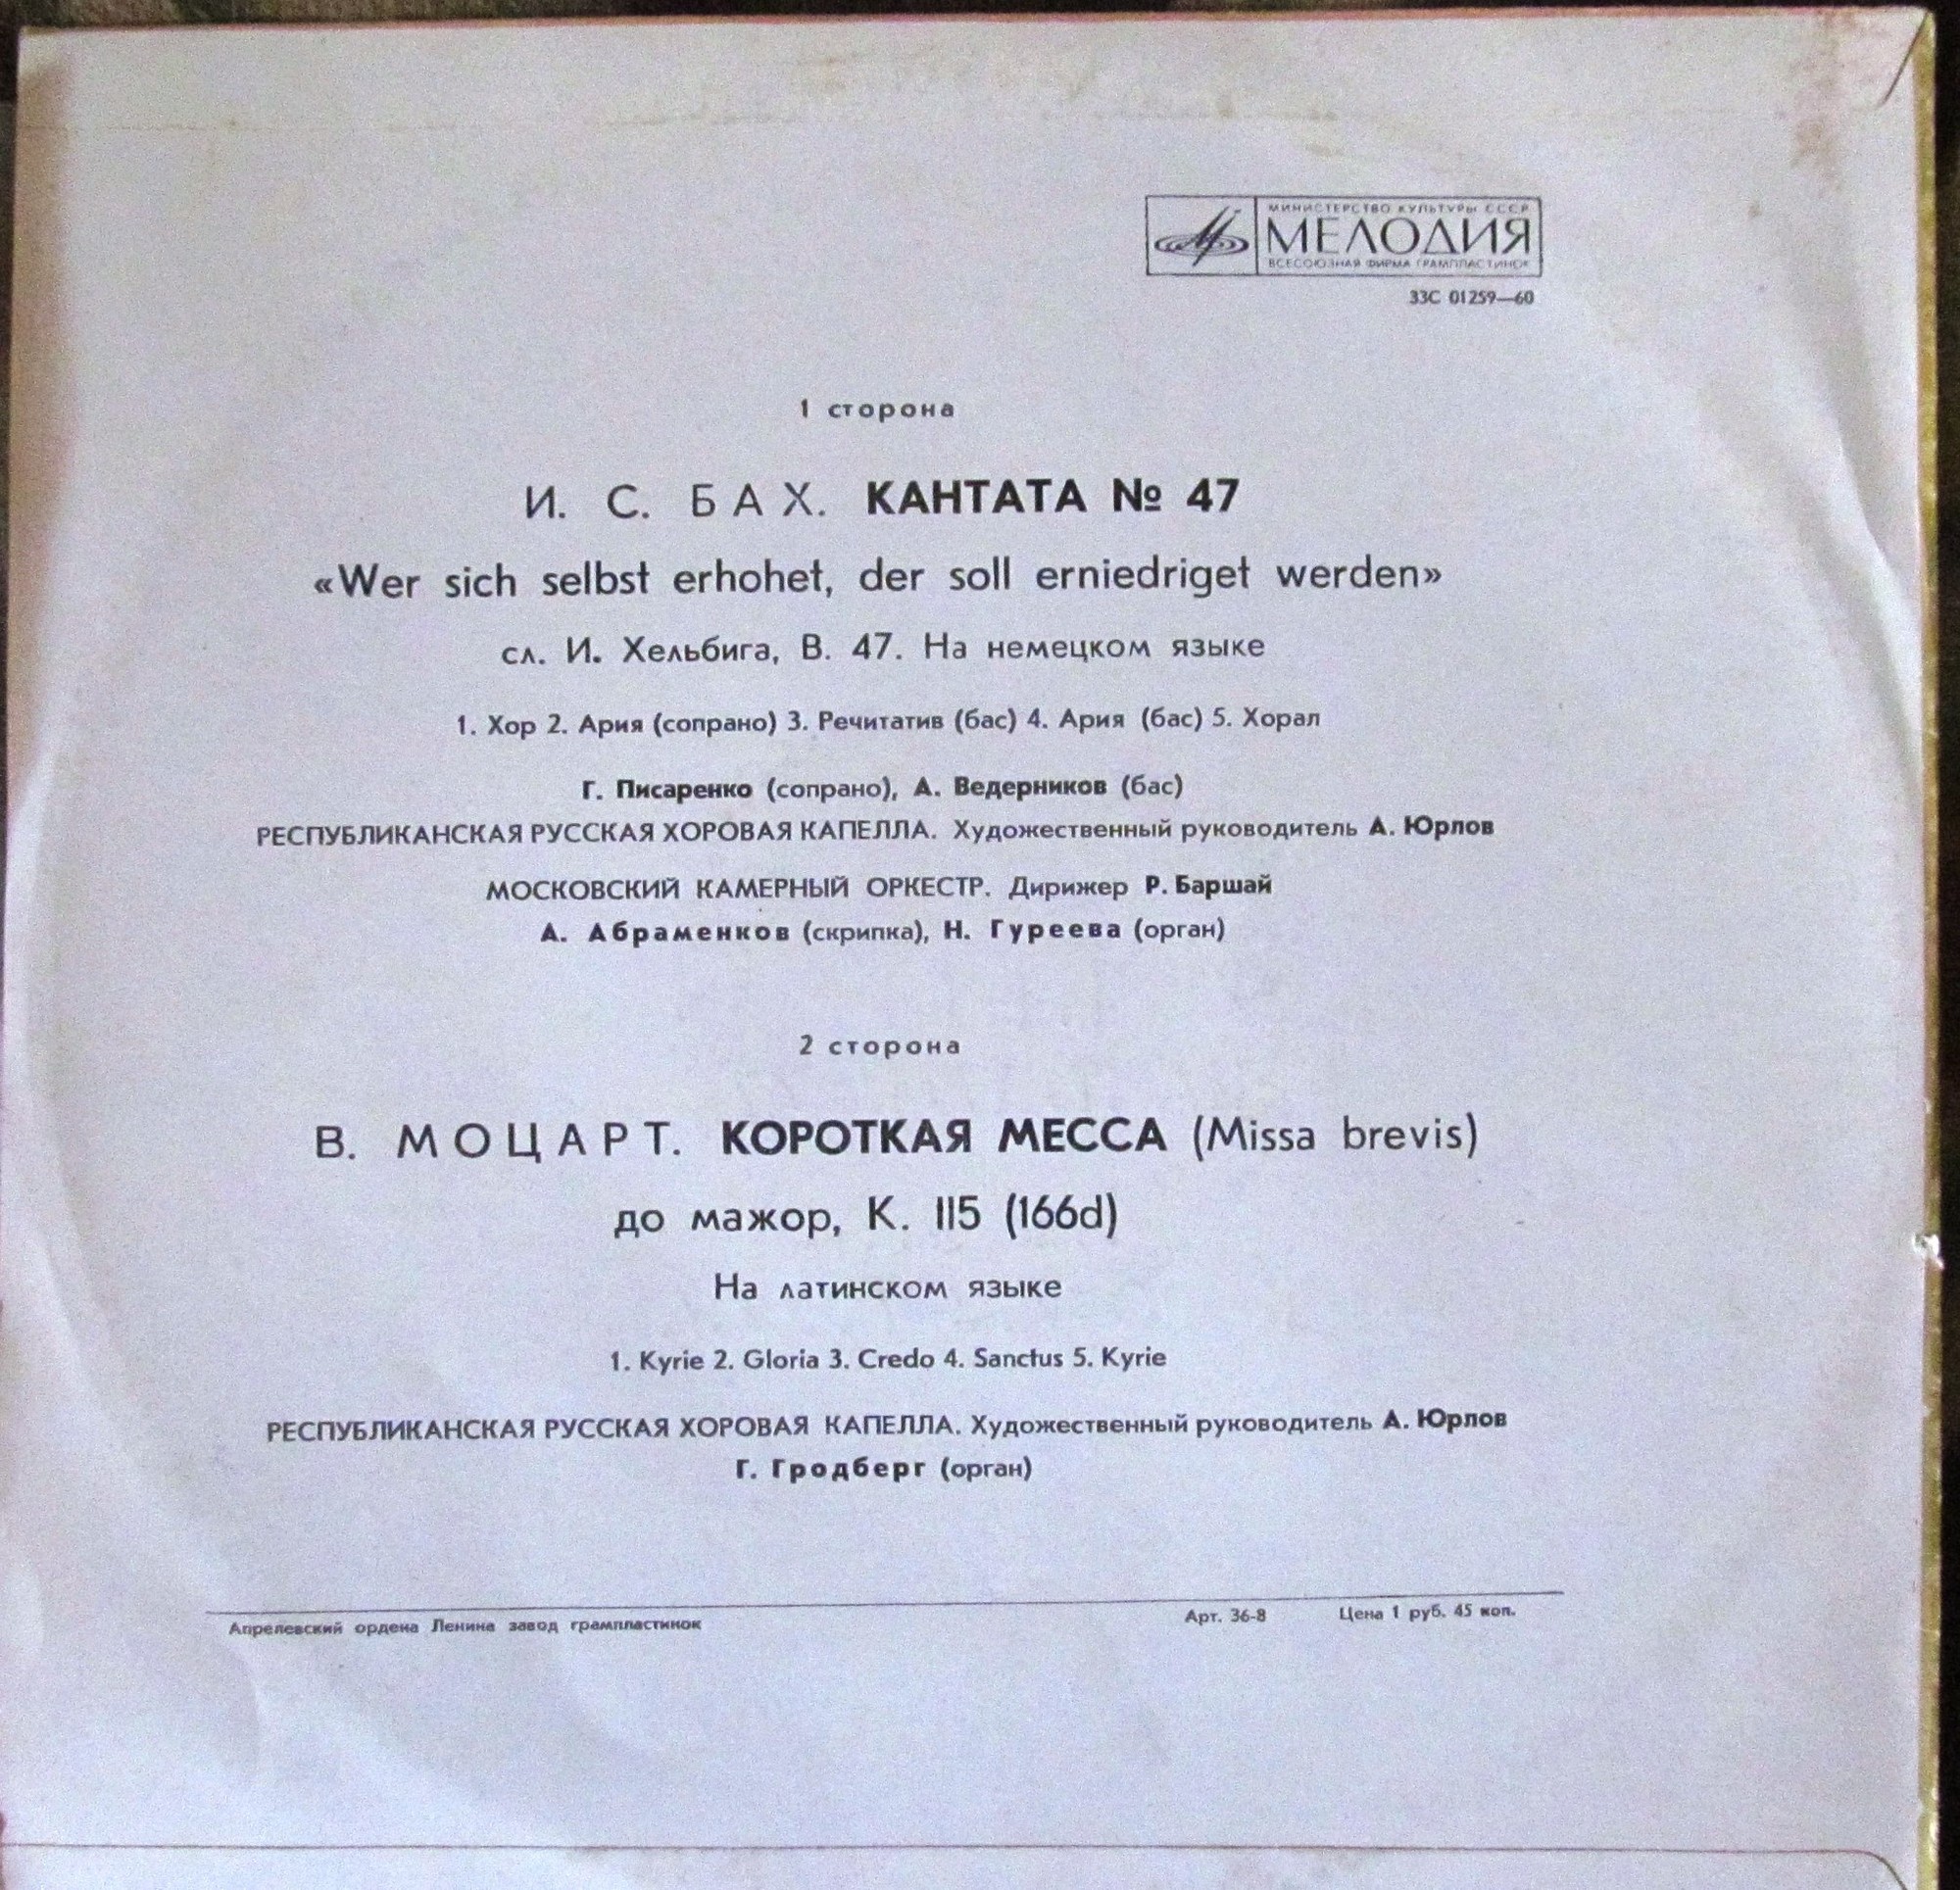 МИНИСТЕРСТВО КУЛЬТУРЫ СССР
МЕЛОДИЯ
ВСЕСОЮЗНАЯ ФИРМА ГРАМПЛАСТИНОК
33С 01259—60
1 сторона
И. С. БАХ. КАНТАТА № 47
«Wer sich selbst erhohet, der soll erniedriget werden»
сл. И. Хельбига, В. 47. На немецком языке
1. Хор 2. Ария (сопрано) 3. Речитатив (бас) 4. Ария (бас) 5. Хорал
Г. Писаренко (сопрано), А. Ведерников (бас)
РЕСПУБЛИКАНСКАЯ РУССКАЯ ХОРОВАЯ КАПЕЛЛА. Художественный руководитель А. Юрлов
МОСКОВСКИЙ КАМЕРНЫЙ ОРКЕСТР. Дирижер Р. Баршай
А. Абраменков (скрипка), Н. Гуреева (орган)
2 сторона
В. МОЦАРТ. КОРОТКАЯ МЕССА (Missa brevis)
до мажор, К. 115 (166d)
На латинском языке
1. Kyrie 2. Gloria 3. Credo 4. Sanctus 5. Kyrie
РЕСПУБЛИКАНСКАЯ РУССКАЯ ХОРОВАЯ КАПЕЛЛА. Художественный руководитель А. Юрлов
Г. Гродберг (орган)
Апрелевский ордена Ленина завод грампластинок Арт. 36-8 Цена 1 руб. 45 коп.